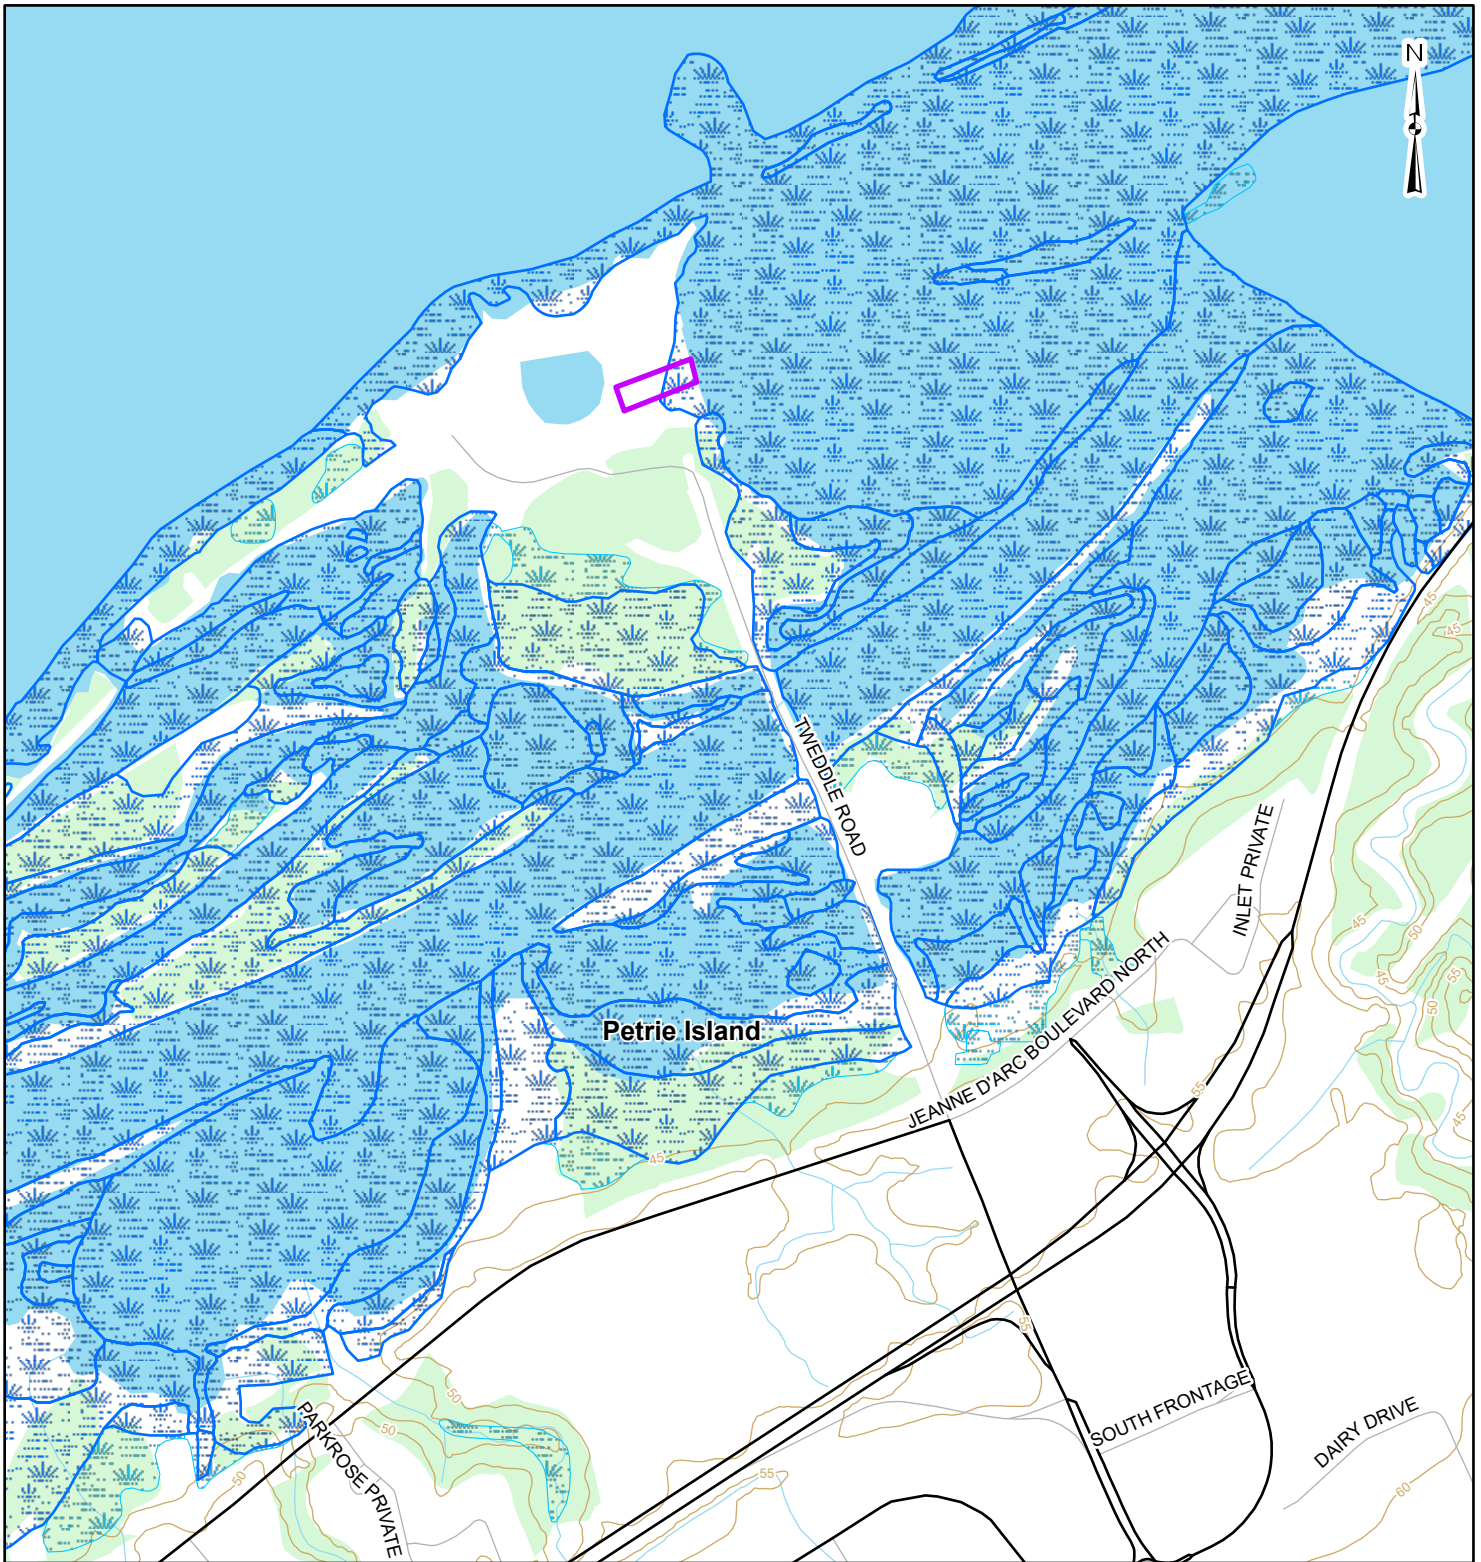 N
45
45
TWEDDLE ROAD
INLET PRIVATE
45
50
45
55
50
JEANNE D'ARC BOULEVARD NORTH
Petrie Island
55
45
45
55
50
50
SOUTH FRONTAGE
DAIRY DRIVE
PARKROSE PRIVATE
50
55
60